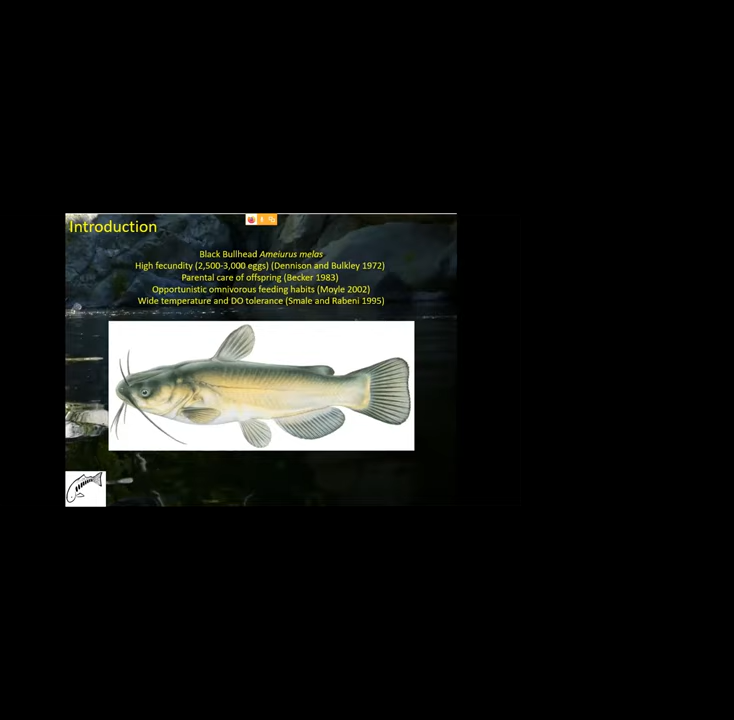 Introduction
Black Bullhead Ameiurus melas
High fecundity (2,500-3,000 eggs) (Dennison and Bulkley 1972)
Parental care of offspring (Becker 1983)
Opportunistic omnivorous feeding habits (Moyle 2002)
Wide temperature and DO tolerance (Smale and Rabeni 1995)